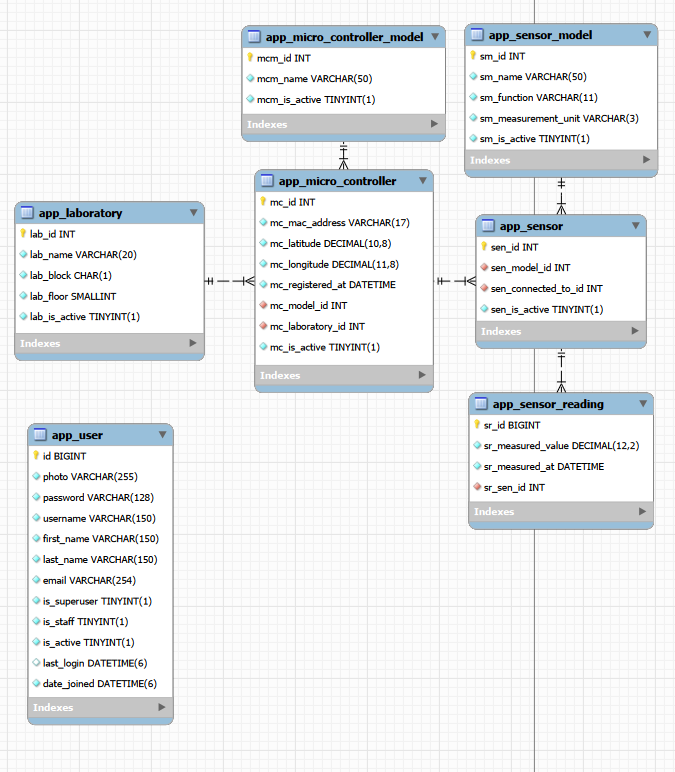 app_micro_controller_model
mcm_id INT
mcm_name VARCHAR(50)
mcm_is_active TINYINT(1)
Indexes
app_sensor_model
sm_id INT
sm_name VARCHAR(50)
sm_function VARCHAR(11)
sm_measurement_unit VARCHAR(3)
sm_is_active TINYINT(1)
Indexes
app_laboratory
lab_id INT
lab_name VARCHAR(20)
lab_block CHAR(1)
lab_floor SMALLINT
lab_is_active TINYINT(1)
Indexes
app_micro_controller
mc_id INT
mc_mac_address VARCHAR(17)
mc_latitude DECIMAL(10,8)
mc_longitude DECIMAL(11,8)
mc_registered_at DATETIME
mc_model_id INT
mc_laboratory_id INT
mc_is_active TINYINT(1)
Indexes
app_sensor
sen_id INT
sen_model_id INT
sen_connected_to_id INT
sen_is_active TINYINT(1)
Indexes
app_user
id BIGINT
photo VARCHAR(255)
password VARCHAR(128)
username VARCHAR(150)
first_name VARCHAR(150)
last_name VARCHAR(150)
email VARCHAR(254)
is_superuser TINYINT(1)
is_staff TINYINT(1)
is_active TINYINT(1)
last_login DATETIME(6)
date_joined DATETIME(6)
Indexes
app_sensor_reading
sr_id BIGINT
sr_measured_value DECIMAL(12,2)
sr_measured_at DATETIME
sr_sen_id INT
Indexes